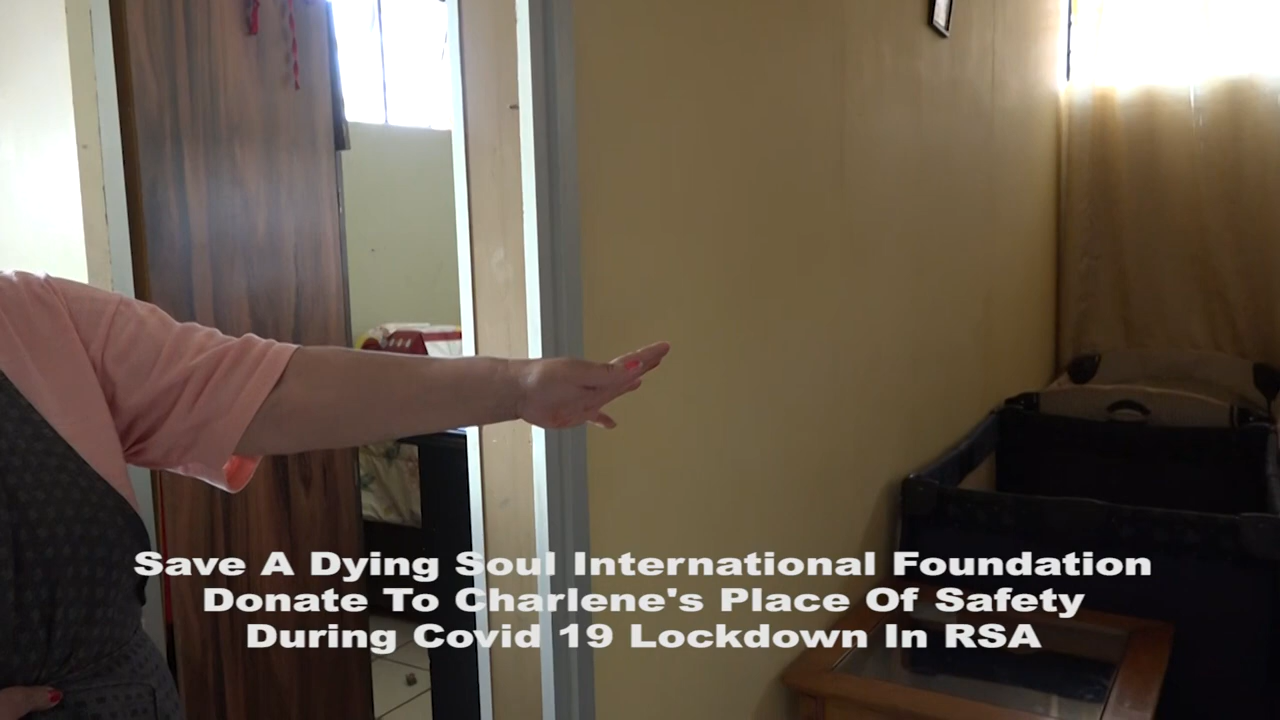 Save A Dying Soul International Foundation
Donate To Charlene's Place Of Safety
During Covid 19 Lockdown In RSA